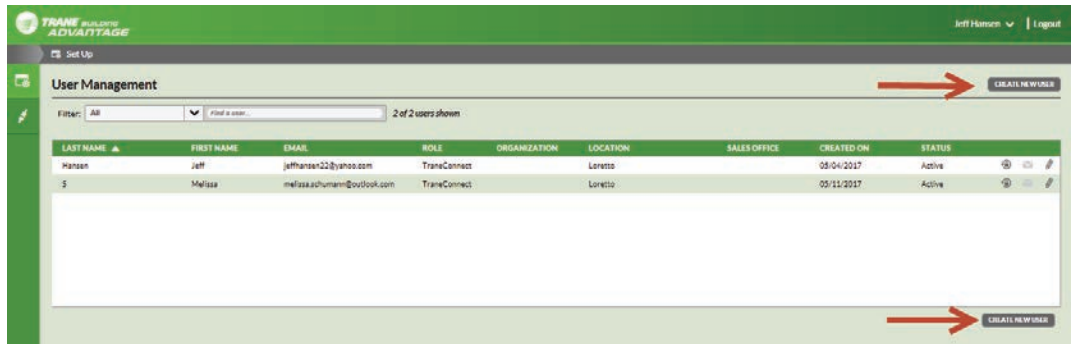 TRANE BUILDING
ADVANTAGE
Jeff Hansen | Logout
Set Up
User Management
CREATE NEW USER
Filter: All Find a user... 2 of 2 users shown
LAST NAME FIRST NAME EMAIL ROLE ORGANIZATION LOCATION SALES OFFICE CREATED ON STATUS
Hansen Jeff jeffhansen22@yahoo.com TraneConnect Loretto 05/04/2017 Active
S Melissa melissa.schumann@outlook.com TraneConnect Loretto 05/11/2017 Active
CREATE NEW USER